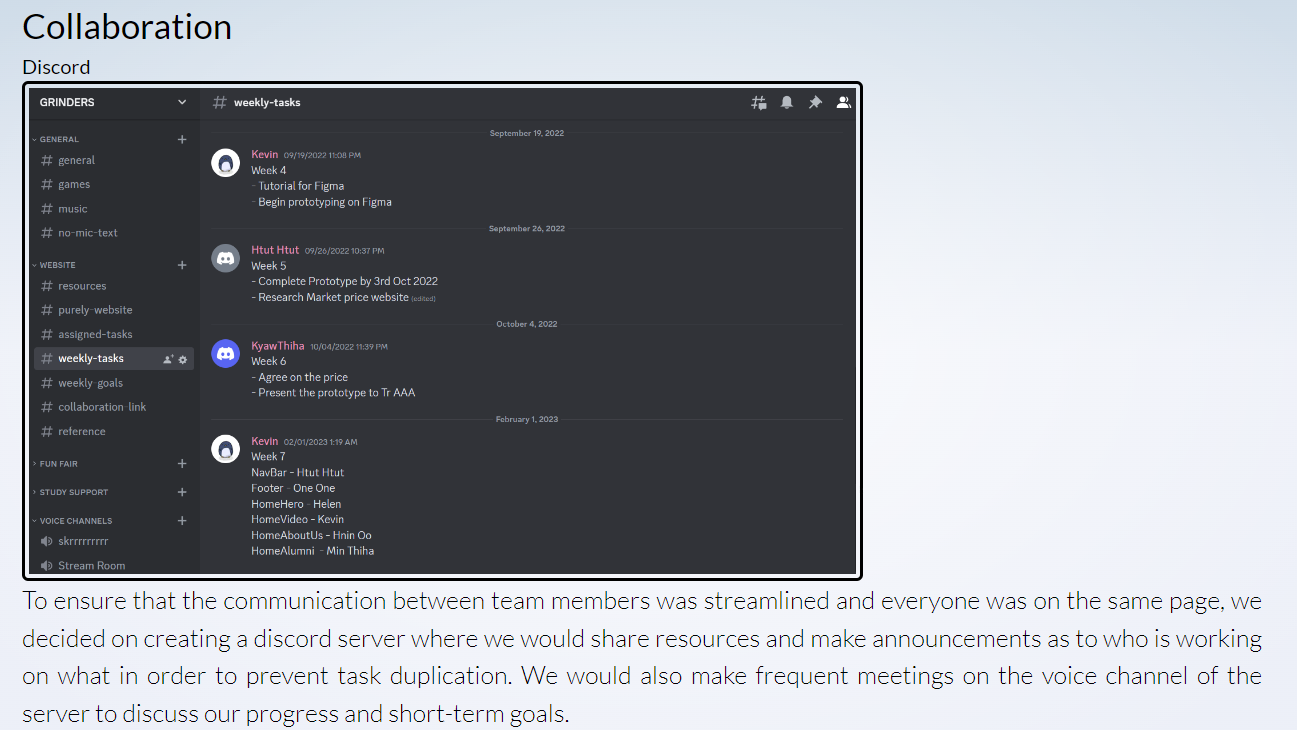 Collaboration
Discord
GRINDERS
GENERAL
# general
# games
# music
# no-mic-text
WEBSITE
# resources
# purely-website
# assigned-tasks
# weekly-tasks
# weekly-goals
# collaboration-link
# reference
FUN FAIR
STUDY SUPPORT
VOICE CHANNELS
skrrrrrrrrr
Stream Room
# weekly-tasks
September 19, 2022
Kevin 09/19/2022 11:08 PM
Week 4
- Tutorial for Figma
- Begin prototyping on Figma
September 26, 2022
Htut Htut 09/26/2022 10:37 PM
Week 5
- Complete Prototype by 3rd Oct 2022
- Research Market price website (edited)
October 4, 2022
KyawThiha 10/04/2022 11:39 PM
Week 6
- Agree on the price
- Present the prototype to Tr AAA
February 1, 2023
Kevin 02/01/2023 1:19 AM
Week 7
NavBar - Htut Htut
Footer - One One
HomeHero - Helen
HomeVideo - Kevin
HomeAboutUs - Hnin Oo
HomeAlumni - Min Thiha
To ensure that the communication between team members was streamlined and everyone was on the same page, we
decided on creating a discord server where we would share resources and make announcements as to who is working
on what in order to prevent task duplication. We would also make frequent meetings on the voice channel of the
server to discuss our progress and short-term goals.